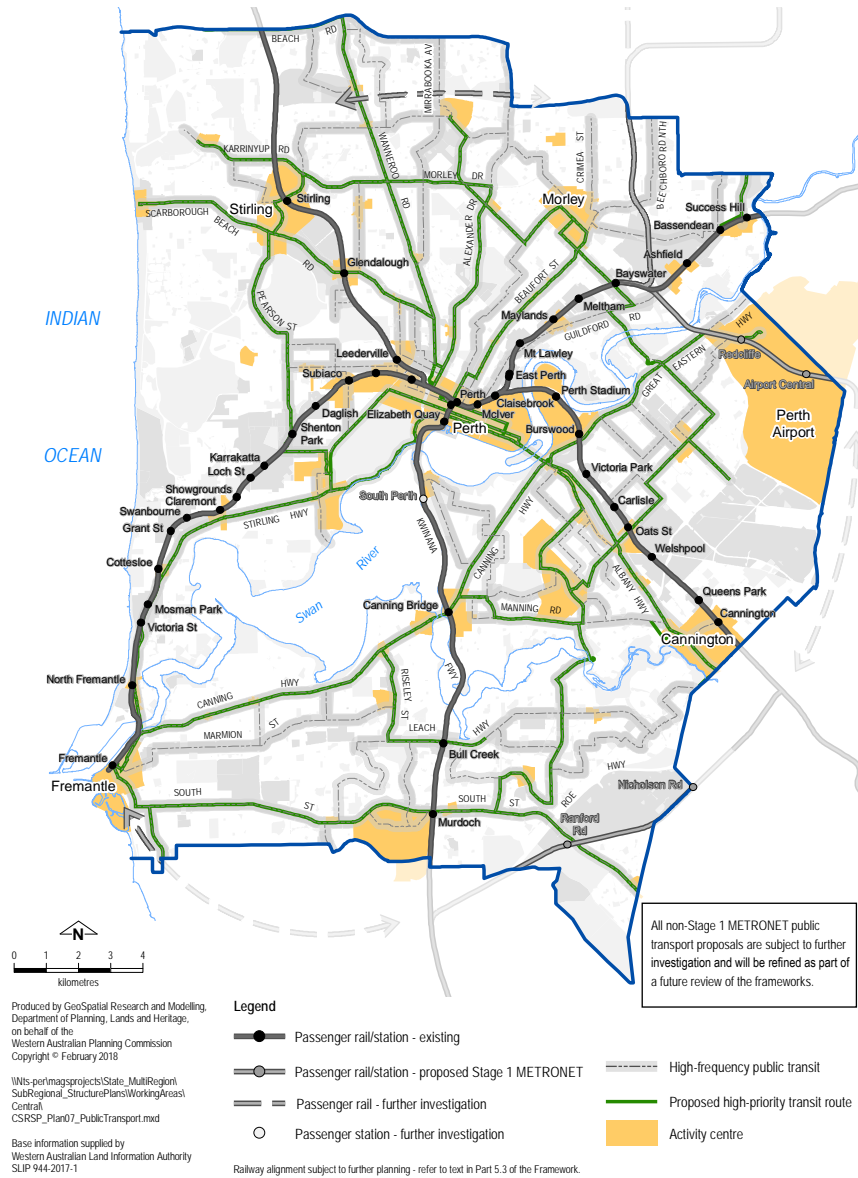 BEACH
RD
MIRRABOOKA AV
WANNEROO
RD
KARRINYUP RD
MORLEY DR
ALEXANDER DR
CRIMEA ST
BEECHBORO RD NTH
Stirling
Stirling
Morley
Success Hill
Bassendean
SCARBOROUGH
BEACH
RD
Ashfield
Glendalough
BEAUFORT ST
Bayswater
INDIAN
PEARSON ST
Maylands
Meltham
GUILDFORD RD
HWY
EASTERN
GREAT
Redcliffe
Leederville
Mt Lawley
Airport Central
Subiaco
East Perth
Perth
Perth Stadium
Daglish
Elizabeth Quay
McIver
Claisebrook
Perth
Airport
Perth
Burswood
Shenton
Park
OCEAN
Karrakatta
Loch St
Victoria Park
Showgrounds
Claremont
South Perth
Swanbourne
Grant St
STIRLING HWY
KWINANA
HWY
CANNING
Carlisle
Oats St
Welshpool
Cottesloe
River
ALBANY HWY
Swan
Queens Park
Mosman Park
Canning Bridge
MANNING RD
Cannington
Victoria St
Cannington
North Fremantle
FWY
CANNING
HWY
RISELEY
ST
MARMION
ST
LEACH
HWY
Bull Creek
Fremantle
Fremantle
HWY
ROE
Nicholson Rd
SOUTH
ST
SOUTH
ST
Murdoch
Ranford
Rd
All non-Stage 1 METRONET public
transport proposals are subject to further
investigation and will be refined as part of
a future review of the frameworks.
N
0 1 2 3 4
kilometres
Produced by GeoSpatial Research and Modelling,
Department of Planning, Lands and Heritage,
on behalf of the
Western Australian Planning Commission
Copyright © February 2018
\\Nts-per\magsprojects\State_MultiRegion\
SubRegional_StructurePlans\WorkingAreas\
Central\
CSRSP_Plan07_PublicTransport.mxd
Base information supplied by
Western Australian Land Information Authority
SLIP 944-2017-1
Legend
Passenger rail/station - existing
Passenger rail/station - proposed Stage 1 METRONET
Passenger rail - further investigation
Passenger station - further investigation
High-frequency public transit
Proposed high-priority transit route
Activity centre
Railway alignment subject to further planning - refer to text in Part 5.3 of the Framework.